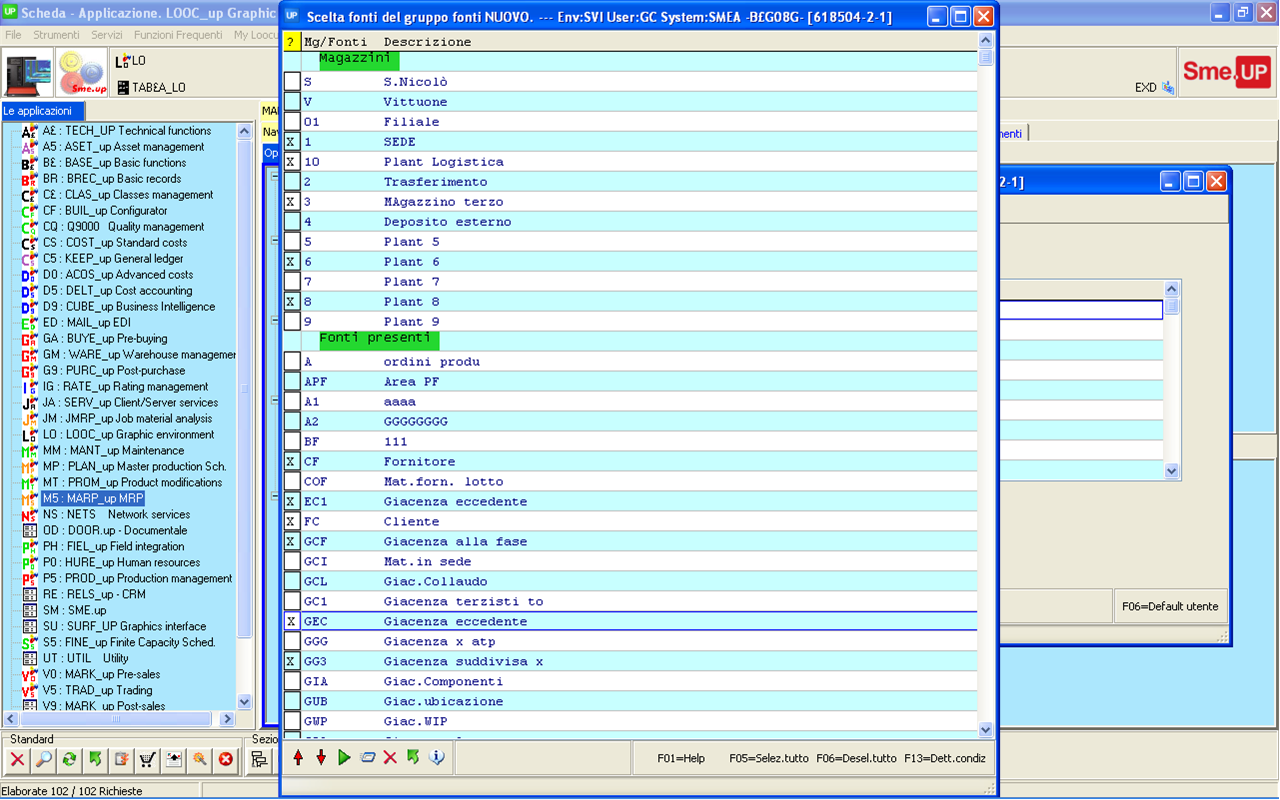 Scheda - Applicazione. LOOC_up Graphic
File Strumenti Servizi Funzioni Frequenti My Loocu
LO
TABÆA_LO
EXD
Sme.UP
Sme.up
Le applicazioni
A£ : TECH_UP Technical functions
A5 : ASET_up Asset management
B£ : BASE_up Basic functions
BR : BREC_up Basic records
C£ : CLAS_up Classes management
CF : BUIL_up Configurator
CQ : Q9000 Quality management
CS : COST_up Standard costs
C5 : KEEP_up General ledger
D0 : ACOS_up Advanced costs
D5 : DELT_up Cost accounting
D9 : CUBE_up Business Intelligence
ED : MAIL_up EDI
GA : BUYE_up Pre-buying
GM : WARE_up Warehouse managemer
G9 : PURC_up Post-purchase
IG : RATE_up Rating management
JA : SERV_up Client/Server services
JM : JMRP_up Job material analysis
LO : LOOC_up Graphic environment
MM : MANT_up Maintenance
MP : PLAN_up Master production Sch.
MT : PROM_up Product modifications
M5 : MARP_up MRP
NS : NETS Network services
OD : DOOR.up - Documentale
PH : FIEL_up Field integration
P0 : HURE_up Human resources
P5 : PROD_up Production management
RE : RELS_up - CRM
SM : SME.up
SU : SURF_UP Graphics interface
S5 : FINE_up Finite Capacity Sched.
UT : UTIL Utility
V0 : MARK_up Pre-sales
V5 : TRAD_up Trading
V9 : MARK_up Post-sales
Standard
Sezio
Elaborate 102 / 102 Richieste
MA
Nav
Op
UP Scelta fonti del gruppo fonti NUOVO. --- Env:SVI User:GC System:SMEA -B£G08G- [618504-2-1]
? Mg/Fonti Descrizione
Magazzini
S S.Nicolò
V Vittuone
01 Filiale
X 1 SEDE
X 10 Plant Logistica
2 Trasferimento
X 3 MAgazzino terzo
4 Deposito esterno
5 Plant 5
X 6 Plant 6
7 Plant 7
X 8 Plant 8
9 Plant 9
Fonti presenti
A ordini produ
APF Area PF
A1 aaaa
A2 GGGGGGGG
BF 111
X CF Fornitore
COF Mat.forn. lotto
X EC1 Giacenza eccedente
X FC Cliente
X GCF Giacenza alla fase
GCI Mat.in sede
GCL Giac.Collaudo
GC1 Giacenza terzisti to
X GEC Giacenza eccedente
GGG Giacenza x atp
X GG3 Giacenza suddivisa x
GIA Giac.Componenti
GUB Giac.ubicazione
GWP Giac.WIP
F01=Help F05=Selez.tutto F06=Desel.tutto F13=Dett.condiz
nenti
2-1]
F06=Default utente